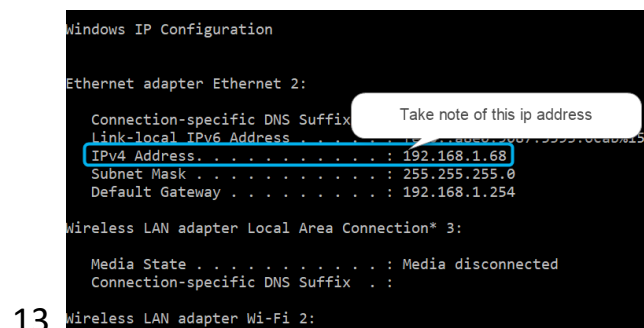 Windows IP Configuration
Ethernet adapter Ethernet 2:
Connection-specific DNS Suffix
Take note of this ip address
Link-local IPv6 Address . . . . . :
IPv4 Address. . . . . . . . . . . : 192.168.1.68
Subnet Mask . . . . . . . . . . . : 255.255.255.0
Default Gateway . . . . . . . . . : 192.168.1.254
Wireless LAN adapter Local Area Connection* 3:
Media State . . . . . . . . . . . : Media disconnected
Connection-specific DNS Suffix  . :
13
Wireless LAN adapter Wi-Fi 2: